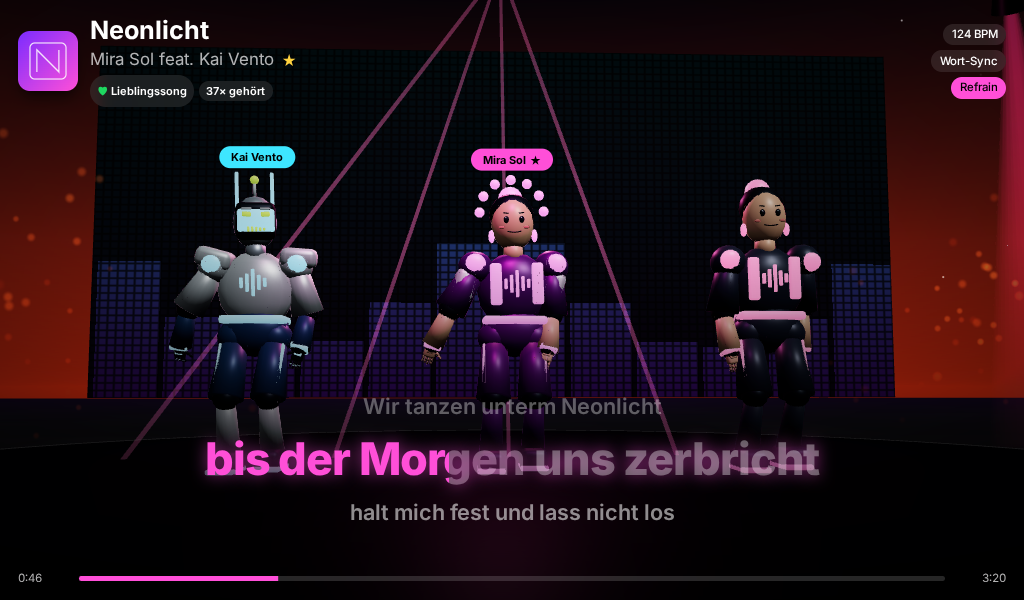 Neonlicht
Mira Sol feat. Kai Vento ★
Lieblingssong
37× gehört
124 BPM
Wort-Sync
Refrain
Kai Vento
Mira Sol ★
Wir tanzen unterm Neonlicht
bis der Morgen uns zerbricht
halt mich fest und lass nicht los
0:46
3:20